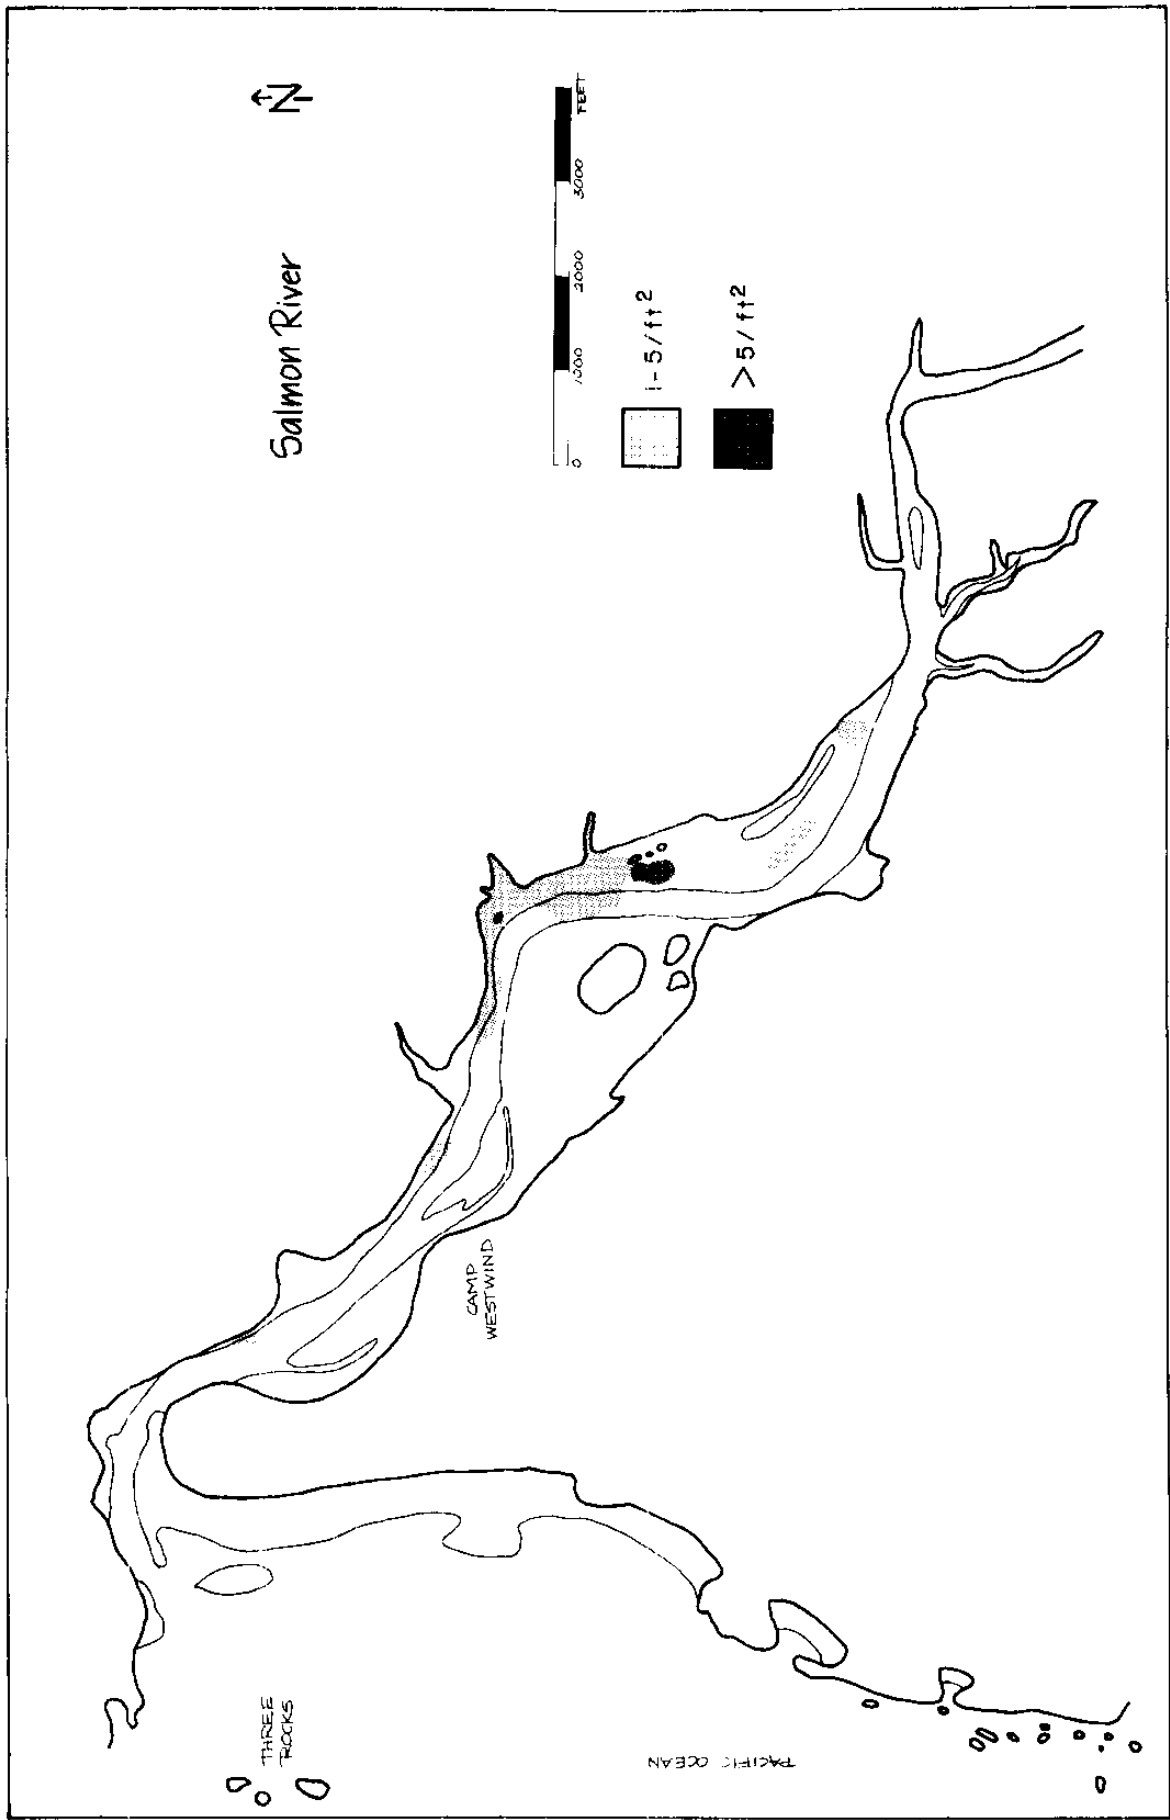 N
Salmon River
0 1000 2000 3000 FEET
1-5/ft²
>5/ft²
CAMP
WESTWIND
THREE
ROCKS
PACIFIC OCEAN